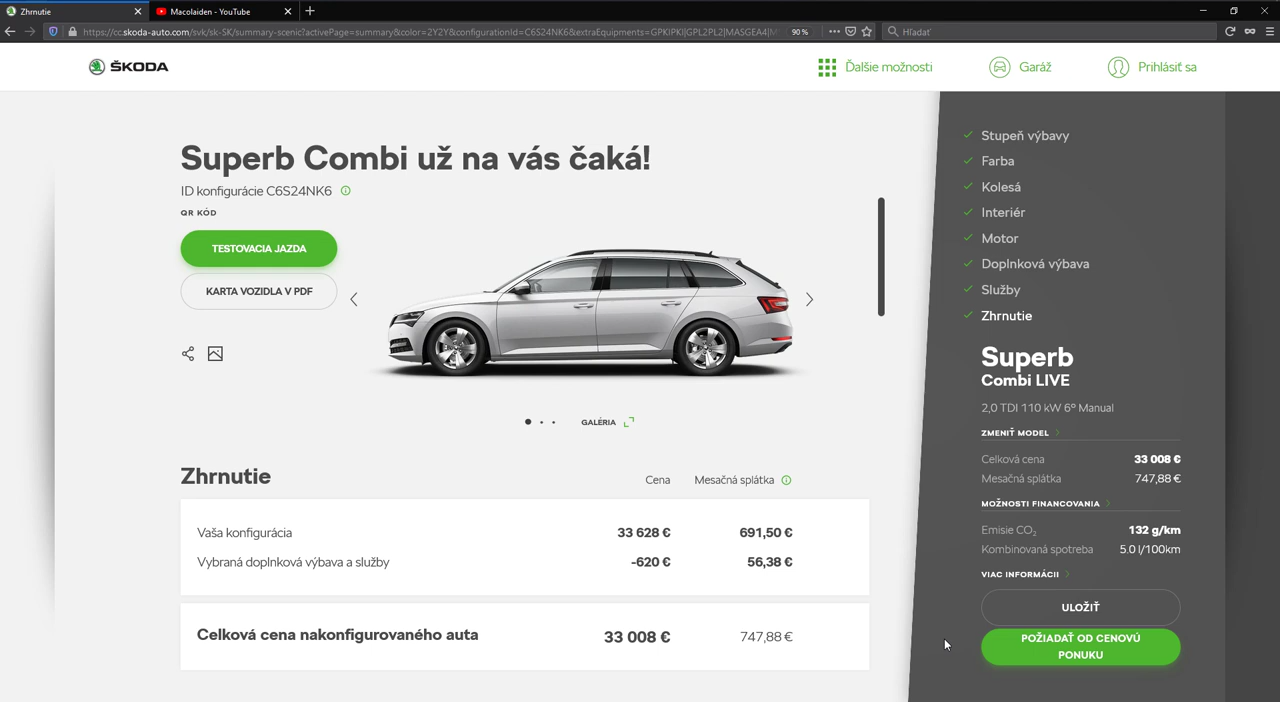 Zhrnutie
Macolaiden - YouTube
https://cc.skoda-auto.com/svk/sk-SK/summary-scenic?activePage=summary&color=2Y2Y&configurationId=C6S24NK6&extraEquipments=GPKIPKI|GPL2PL2|MASGEA4|M
90 %
Hľadať
ŠKODA
Ďalšie možnosti
Garáž
Prihlásiť sa
Superb Combi už na vás čaká!
ID konfigurácie C6S24NK6
QR KÓD
TESTOVACIA JAZDA
KARTA VOZIDLA V PDF
GALÉRIA
Zhrnutie
Cena
Mesačná splátka
Vaša konfigurácia 33 628 € 691,50 €
Vybraná doplnková výbava a služby -620 € 56,38 €
Celková cena nakonfigurovaného auta 33 008 € 747,88 €
Stupeň výbavy
Farba
Kolesá
Interiér
Motor
Doplnková výbava
Služby
Zhrnutie
Superb
Combi LIVE
2,0 TDI 110 kW 6° Manual
ZMENIŤ MODEL
Celková cena 33 008 €
Mesačná splátka 747,88 €
MOŽNOSTI FINANCOVANIA
Emisie CO₂ 132 g/km
Kombinovaná spotreba 5.0 l/100km
VIAC INFORMÁCII
ULOŽIŤ
POŽIADAŤ OD CENOVÚ
PONUKU